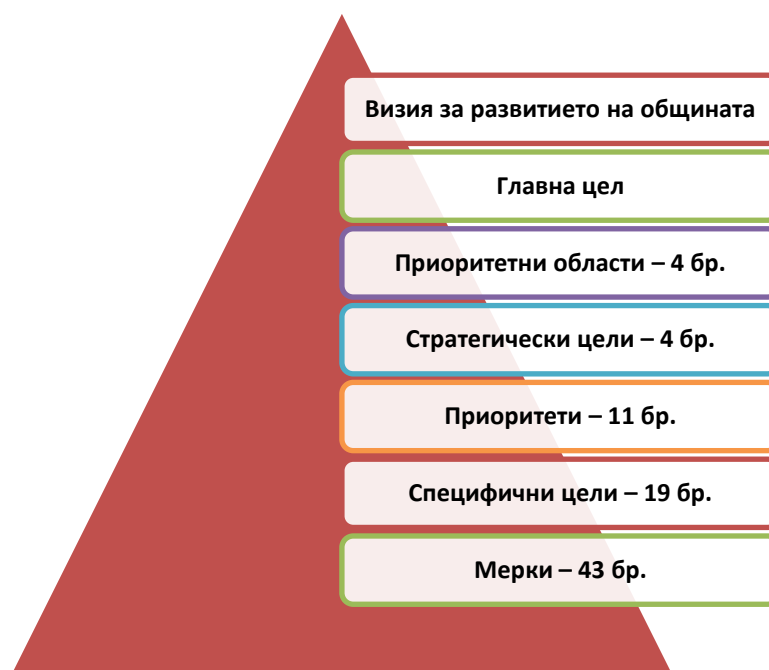 Визия за развитието на общината
Главна цел
Приоритетни области – 4 бр.
Стратегически цели – 4 бр.
Приоритети – 11 бр.
Специфични цели – 19 бр.
Мерки – 43 бр.